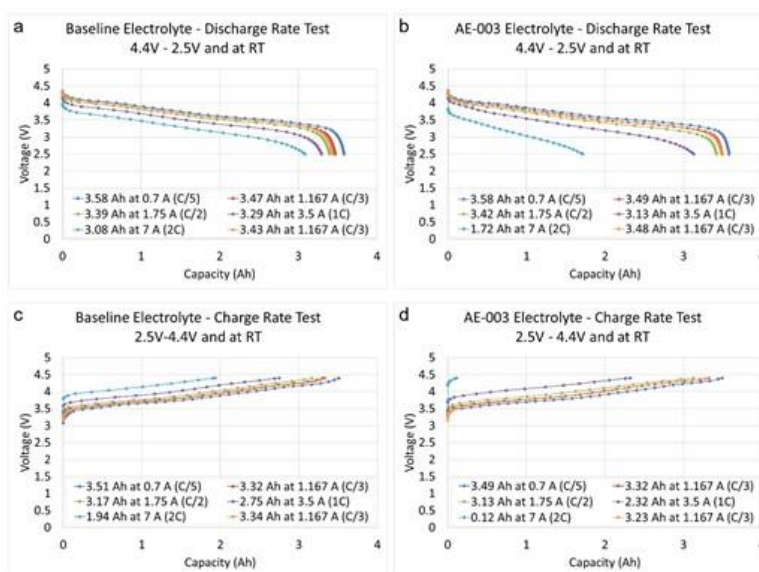 a
Baseline Electrolyte - Discharge Rate Test
4.4V - 2.5V and at RT
5
4.5
4
3.5
3
2.5
2
1.5
1
0.5
0
Voltage (V)
3.58 Ah at 0.7 A (C/5)
3.47 Ah at 1.167 A (C/3)
3.39 Ah at 1.75 A (C/2)
3.29 Ah at 3.5 A (1C)
3.08 Ah at 7 A (2C)
3.43 Ah at 1.167 A (C/3)
0 1 2 3 4
Capacity (Ah)
b
AE-003 Electrolyte - Discharge Rate Test
4.4V - 2.5V and at RT
5
4.5
4
3.5
3
2.5
2
1.5
1
0.5
0
Voltage (V)
3.58 Ah at 0.7 A (C/5)
3.49 Ah at 1.167 A (C/3)
3.42 Ah at 1.75 A (C/2)
3.13 Ah at 3.5 A (1C)
1.72 Ah at 7 A (2C)
3.48 Ah at 1.167 A (C/3)
0 1 2 3 4
Capacity (Ah)
c
Baseline Electrolyte - Charge Rate Test
2.5V-4.4V and at RT
5
4.5
4
3.5
3
2.5
2
1.5
1
0.5
0
Voltage (V)
3.51 Ah at 0.7 A (C/5)
3.32 Ah at 1.167 A (C/3)
3.17 Ah at 1.75 A (C/2)
2.75 Ah at 3.5 A (1C)
1.94 Ah at 7 A (2C)
3.34 Ah at 1.167 A (C/3)
0 1 2 3 4
Capacity (Ah)
d
AE-003 Electrolyte - Charge Rate Test
2.5V - 4.4V and at RT
5
4.5
4
3.5
3
2.5
2
1.5
1
0.5
0
Voltage (V)
3.49 Ah at 0.7 A (C/5)
3.32 Ah at 1.167 A (C/3)
3.13 Ah at 1.75 A (C/2)
2.32 Ah at 3.5 A (1C)
0.12 Ah at 7 A (2C)
3.23 Ah at 1.167 A (C/3)
0 1 2 3 4
Capacity (Ah)